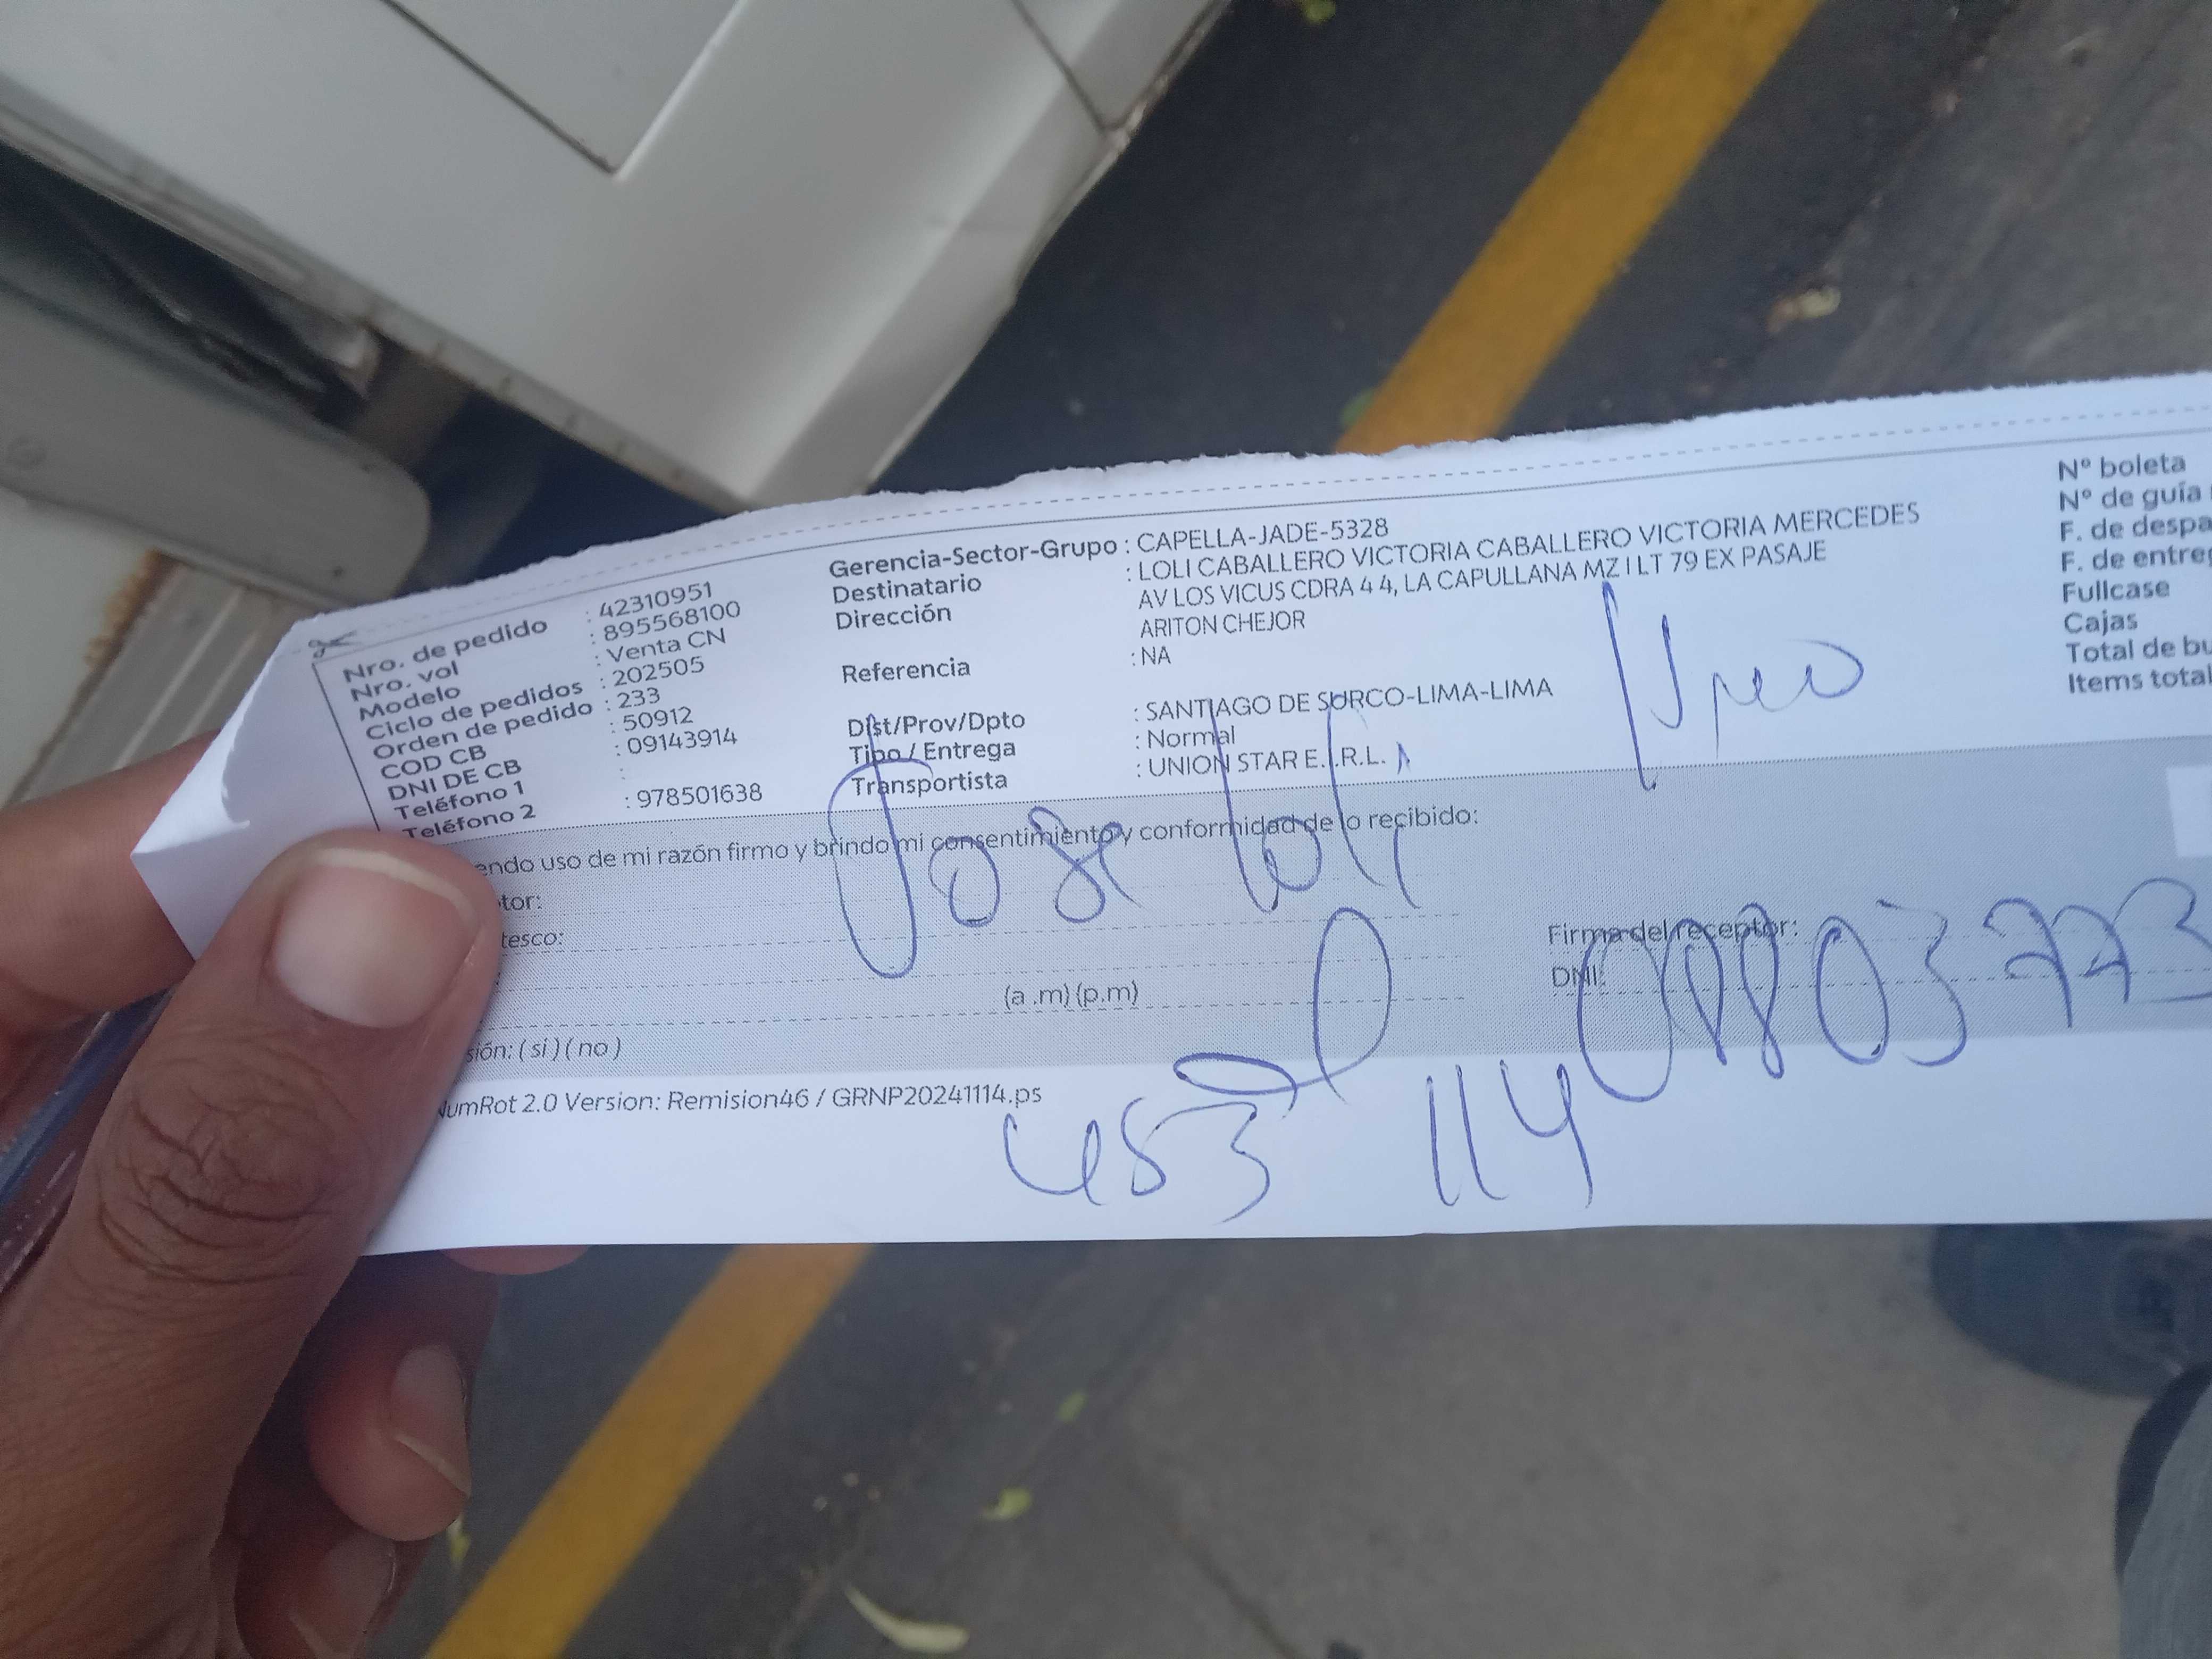 Nro. de pedido : 42310951
Nro. vol : 895568100
Modelo : Venta CN
Ciclo de pedidos : 202505
Orden de pedido : 233
COD CB : 50912
DNI DE CB : 09143914
Teléfono 1 :
Teléfono 2 : 978501638
Gerencia-Sector-Grupo : CAPELLA-JADE-5328
Destinatario : LOLI CABALLERO VICTORIA CABALLERO VICTORIA MERCEDES
Dirección : AV LOS VICUS CDRA 4 4, LA CAPULLANA MZ I LT 79 EX PASAJE
ARITON CHEJOR
Referencia : NA
Dist/Prov/Dpto : SANTIAGO DE SURCO-LIMA-LIMA
Tipo / Entrega : Normal
Transportista : UNION STAR E.I.R.L.
Nº boleta
Nº de guía
F. de despa
F. de entreg
Fullcase
Cajas
Total de bu
Items total
endo uso de mi razón firmo y brindo mi consentimiento y conformidad de lo recibido:
tor:
Jose Loli
tesco:
Firma del receptor:
DNI:
(a .m) (p.m)
sión: ( si ) ( no )
NumRot 2.0 Version: Remision46 / GRNP20241114.ps
453 114